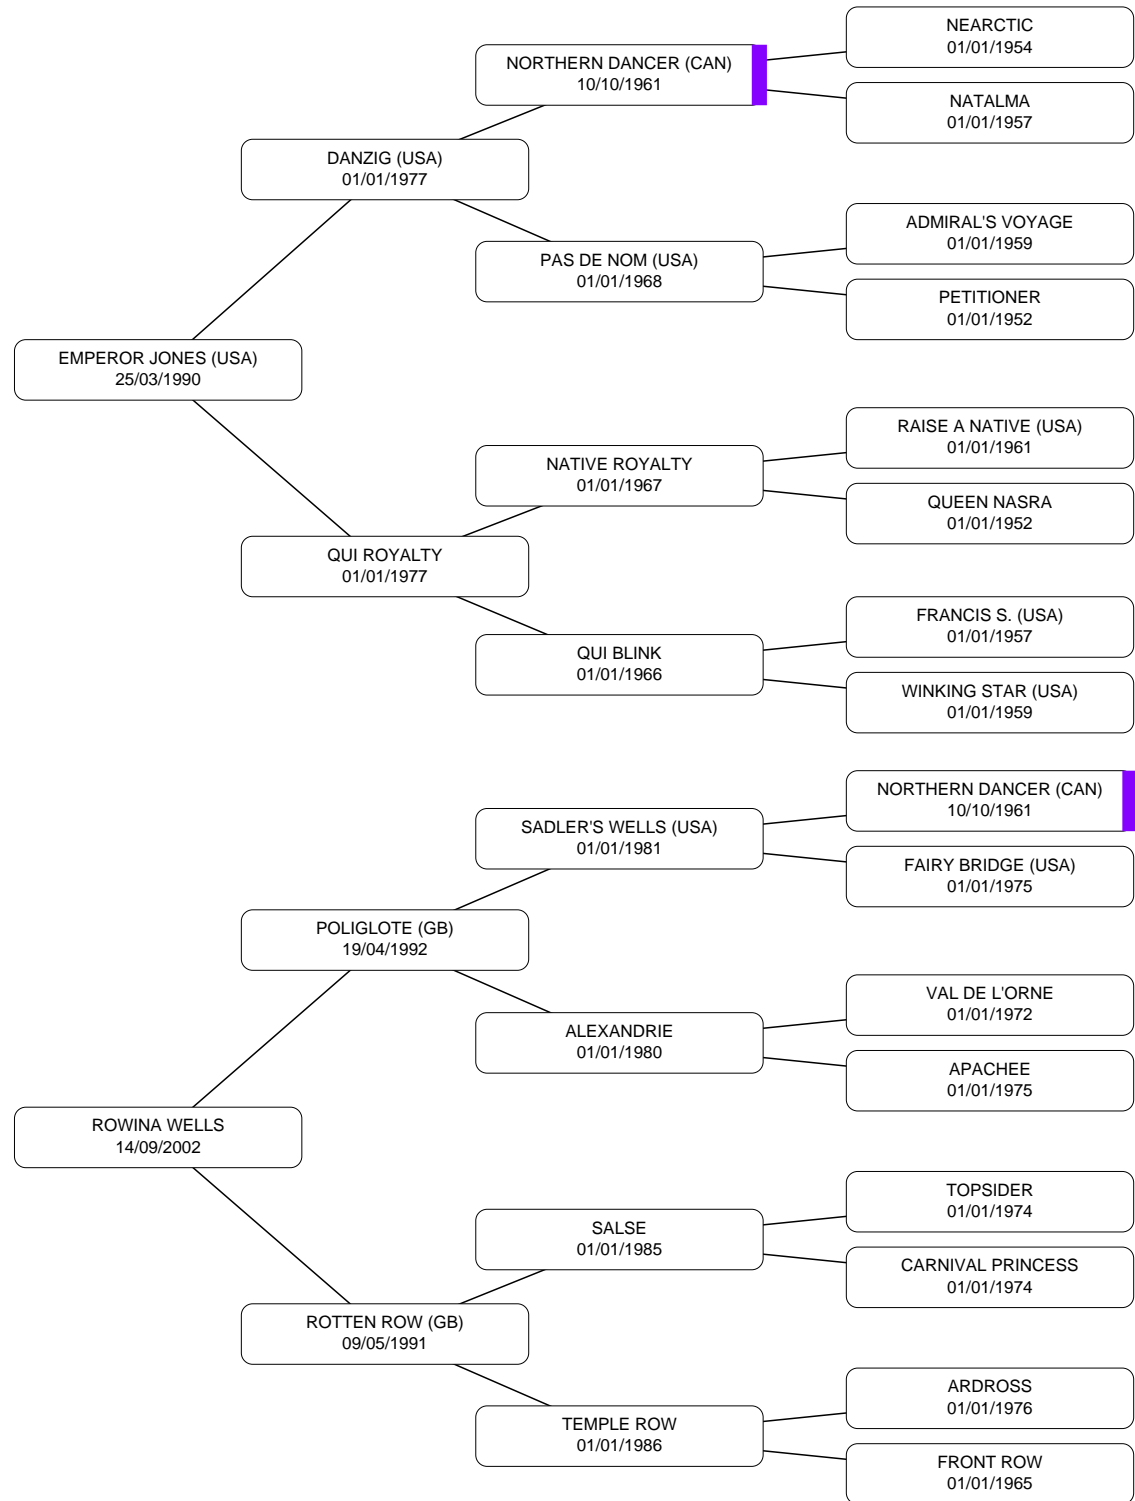 NEARCTIC
01/01/1954
NORTHERN DANCER (CAN)
10/10/1961
NATALMA
01/01/1957
DANZIG (USA)
01/01/1977
ADMIRAL'S VOYAGE
01/01/1959
PAS DE NOM (USA)
01/01/1968
PETITIONER
01/01/1952
EMPEROR JONES (USA)
25/03/1990
RAISE A NATIVE (USA)
01/01/1961
NATIVE ROYALTY
01/01/1967
QUEEN NASRA
01/01/1952
QUI ROYALTY
01/01/1977
FRANCIS S. (USA)
01/01/1957
QUI BLINK
01/01/1966
WINKING STAR (USA)
01/01/1959
NORTHERN DANCER (CAN)
10/10/1961
SADLER'S WELLS (USA)
01/01/1981
FAIRY BRIDGE (USA)
01/01/1975
POLIGLOTE (GB)
19/04/1992
VAL DE L'ORNE
01/01/1972
ALEXANDRIE
01/01/1980
APACHEE
01/01/1975
ROWINA WELLS
14/09/2002
TOPSIDER
01/01/1974
SALSE
01/01/1985
CARNIVAL PRINCESS
01/01/1974
ROTTEN ROW (GB)
09/05/1991
ARDROSS
01/01/1976
TEMPLE ROW
01/01/1986
FRONT ROW
01/01/1965